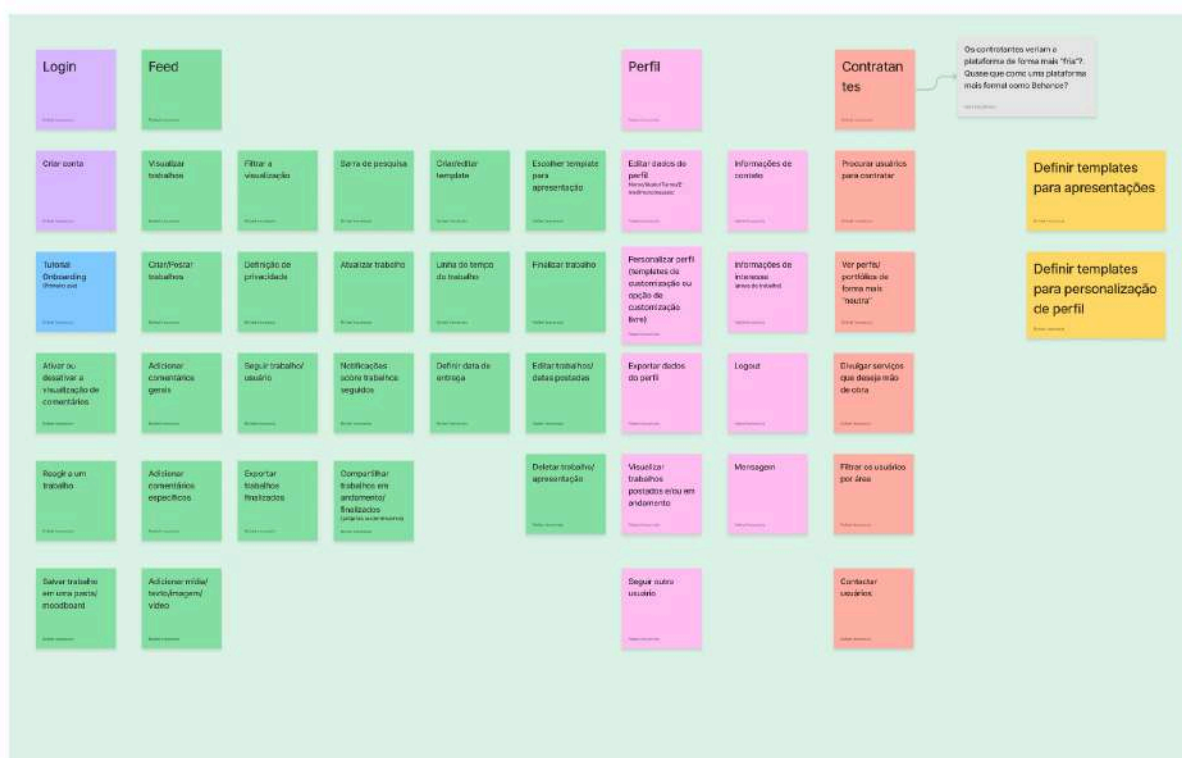 Login
Feed
Perfil
Contratan
tes
Os contratantes veriam a
plataforma de forma mais "fria"?
Quase que como uma plataforma
mais formal como Behance?
Criar conta
Visualizar
trabalhos
Filtrar a
visualização
Barra de pesquisa
Criar/editar
template
Escolher template
para
apresentação
Editar dados do
perfil
Informações de
contato
Procurar usuários
para contratar
Definir templates
para apresentações
Tutorial
Onboarding
(Primeiro uso)
Criar/Postar
trabalhos
Definição de
privacidade
Atualizar trabalho
Linha do tempo
do trabalho
Finalizar trabalho
Personalizar perfil
(templates de
customização ou
opção de
customização
livre)
Informações de
interesse
(áreas do trabalho)
Ver perfis/
portfólios de
forma mais
"neutra"
Definir templates
para personalização
de perfil
Ativar ou
desativar a
visualização de
comentários
Adicionar
comentários
gerais
Seguir trabalho/
usuário
Notificações
sobre trabalhos
seguidos
Definir data de
entrega
Editar trabalhos/
datas postadas
Exportar dados
do perfil
Logout
Divulgar serviços
que deseja mão
de obra
Reagir a um
trabalho
Adicionar
comentários
específicos
Exportar
trabalhos
finalizados
Compartilhar
trabalhos em
andamento/
finalizados
Deletar trabalho/
apresentação
Visualizar
trabalhos
postados e/ou em
andamento
Mensagem
Filtrar os usuários
por área
Salvar trabalho
em uma pasta/
moodboard
Adicionar mídia/
texto/imagem/
vídeo
Seguir outro
usuário
Contactar
usuários